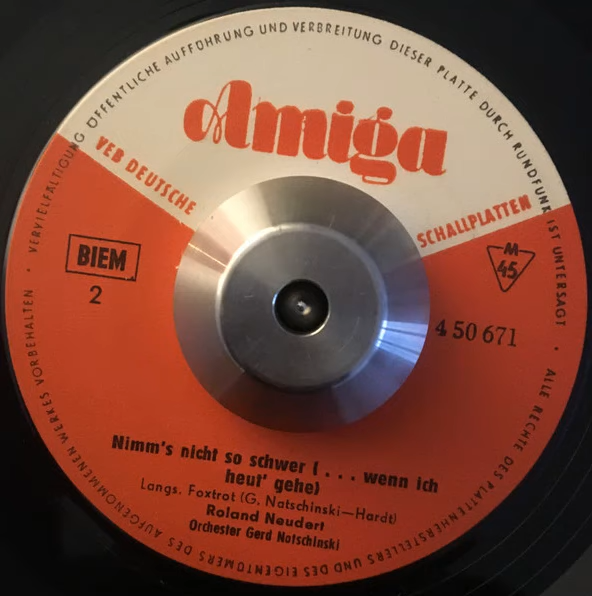 VERVIELFÄLTIGUNG ÖFFENTLICHE AUFFÜHRUNG UND VERBREITUNG DIESER PLATTE DURCH RUNDFUNK IST UNTERSAGT · ALLE RECHTE DES PLATTENHERSTELLERS UND DES EIGENTÜMERS DES AUFGENOMMENEN WERKES VORBEHALTEN ·
Amiga
VEB DEUTSCHE SCHALLPLATTEN
BIEM
2
M
45
4 50 671
Nimm's nicht so schwer (... wenn ich
heut' gehe)
Langs. Foxtrot (G. Natschinski—Hardt)
Roland Neudert
Orchester Gerd Natschinski